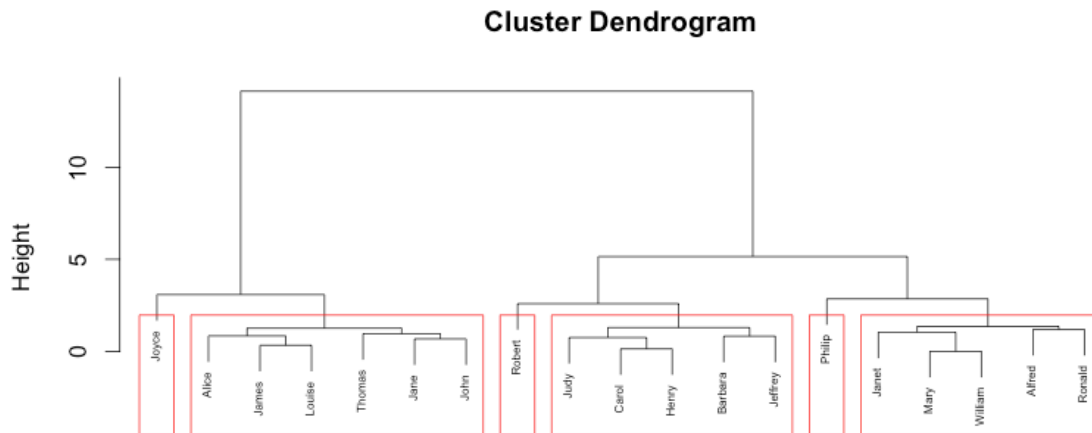 Cluster Dendrogram
Height
10
5
0
Joyce
Alice
James
Louise
Thomas
Jane
John
Robert
Judy
Carol
Henry
Barbara
Jeffrey
Philip
Janet
Mary
William
Alfred
Ronald